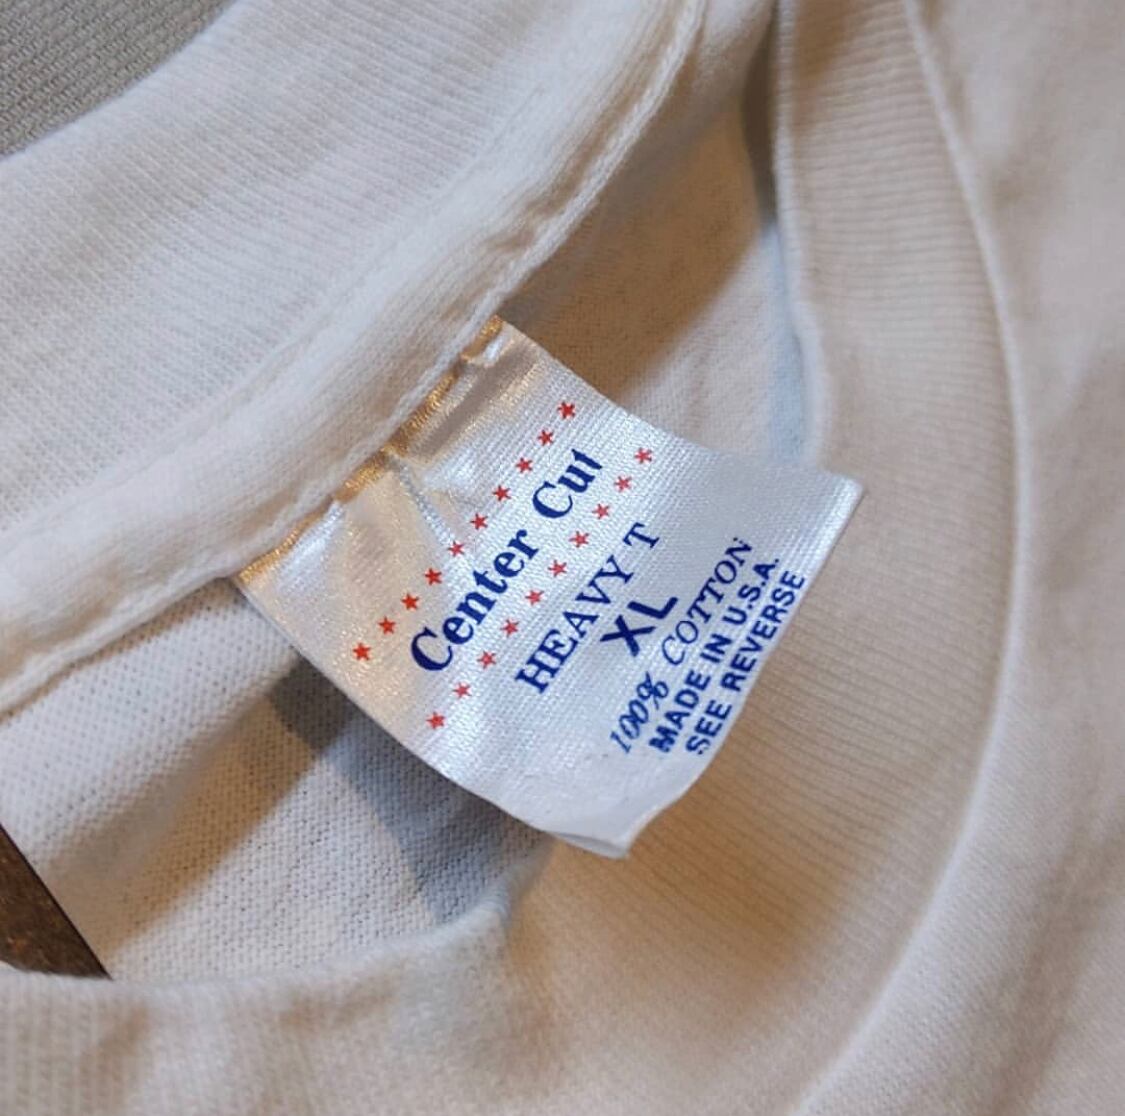 Center Cut
HEAVY T
XL
100% COTTON
MADE IN U.S.A.
SEE REVERSE